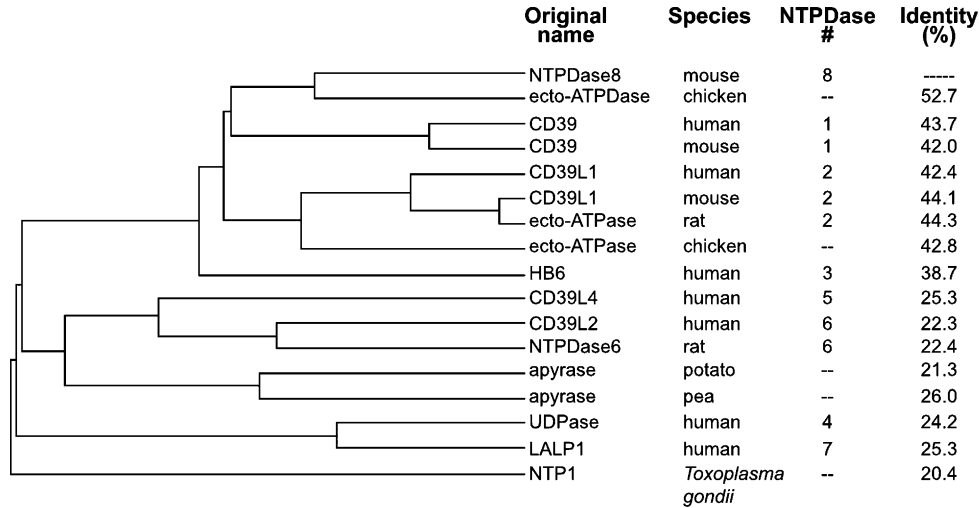 Original name Species NTPDase # Identity (%)
NTPDase8 mouse 8 -----
ecto-ATPDase chicken -- 52.7
CD39 human 1 43.7
CD39 mouse 1 42.0
CD39L1 human 2 42.4
CD39L1 mouse 2 44.1
ecto-ATPase rat 2 44.3
ecto-ATPase chicken -- 42.8
HB6 human 3 38.7
CD39L4 human 5 25.3
CD39L2 human 6 22.3
NTPDase6 rat 6 22.4
apyrase potato -- 21.3
apyrase pea -- 26.0
UDPase human 4 24.2
LALP1 human 7 25.3
NTP1 Toxoplasma gondii -- 20.4